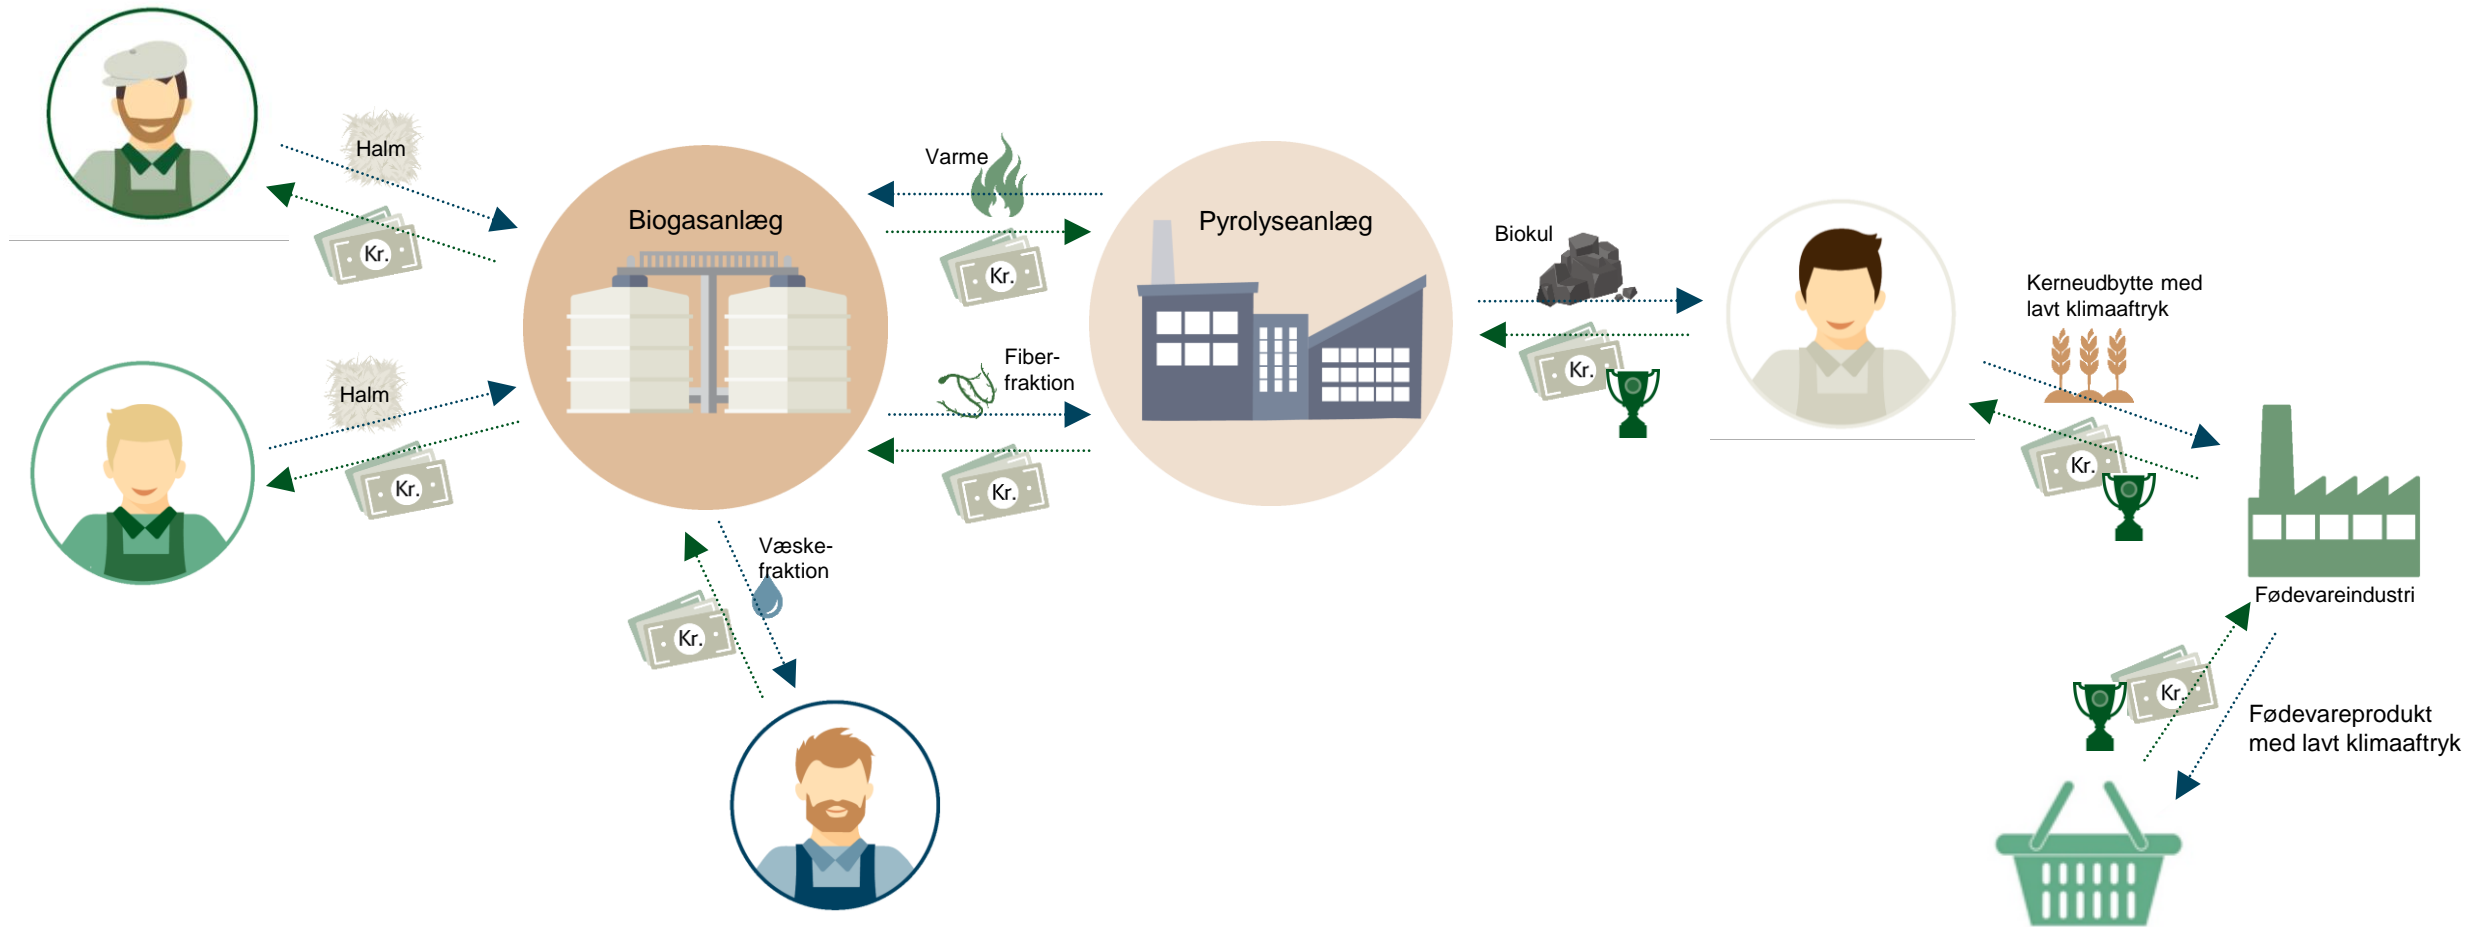 Halm
Kr.
Halm
Kr.
Biogasanlæg
Varme
Kr.
Fiber-
fraktion
Kr.
Væske-
fraktion
Kr.
Pyrolyseanlæg
Biokul
Kr.
Kerneudbytte med
lavt klimaaftryk
Kr.
Fødevareindustri
Kr.
Fødevareprodukt
med lavt klimaaftryk